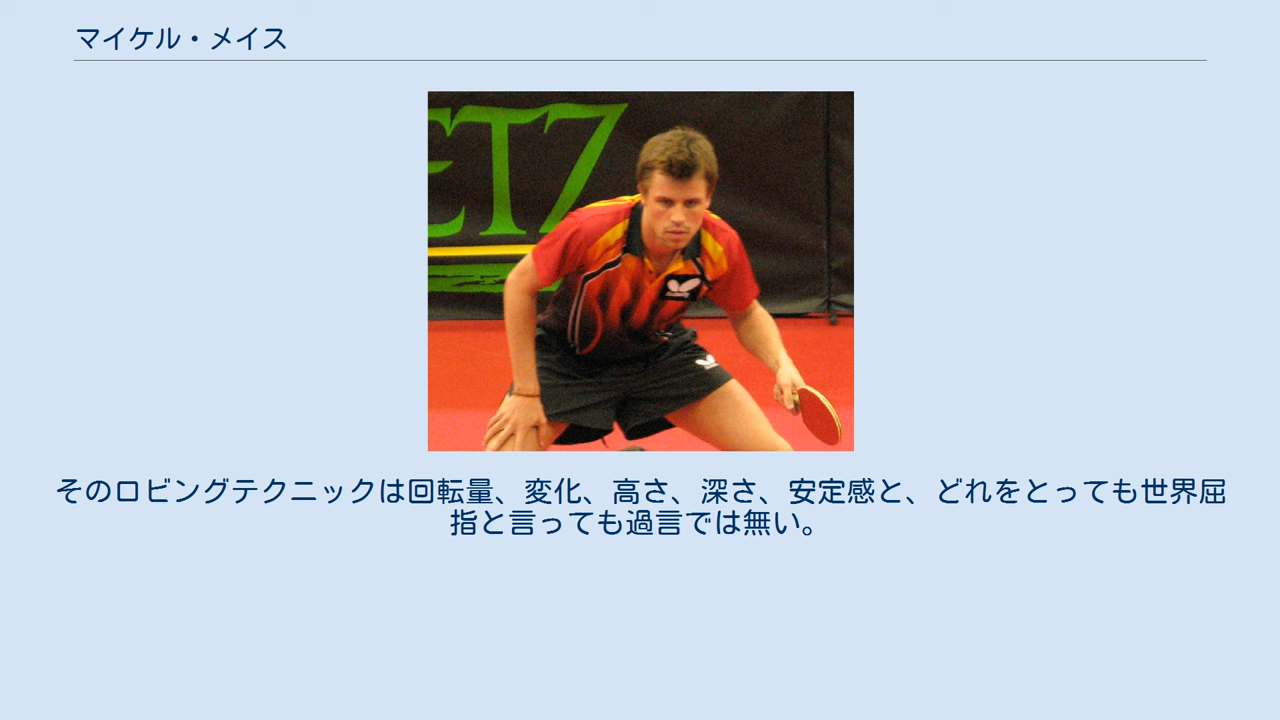 マイケル・メイス
ETZ
そのロビングテクニックは回転量、変化、高さ、深さ、安定感と、どれをとっても世界屈
指と言っても過言では無い。